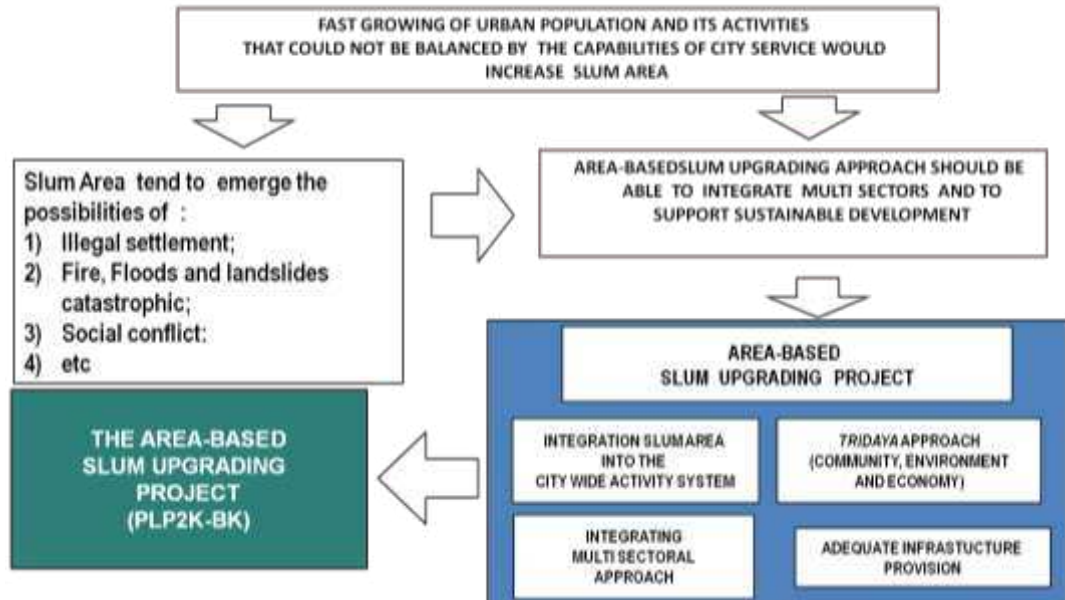 FAST GROWING OF URBAN POPULATION AND ITS ACTIVITIES
THAT COULD NOT BE BALANCED BY THE CAPABILITIES OF CITY SERVICE WOULD
INCREASE SLUM AREA
Slum Area tend to emerge the
possibilities of :
1) Illegal settlement;
2) Fire, Floods and landslides
catastrophic;
3) Social conflict:
4) etc
AREA-BASEDSLUM UPGRADING APPROACH SHOULD BE
ABLE TO INTEGRATE MULTI SECTORS AND TO
SUPPORT SUSTAINABLE DEVELOPMENT
AREA-BASED
SLUM UPGRADING PROJECT
INTEGRATION SLUM AREA
INTO THE
CITY WIDE ACTIVITY SYSTEM
TRIDAYA APPROACH
(COMMUNITY, ENVIRONMENT
AND ECONOMY)
INTEGRATING
MULTI SECTORAL
APPROACH
ADEQUATE INFRASTUCTURE
PROVISION
THE AREA-BASED
SLUM UPGRADING
PROJECT
(PLP2K-BK)